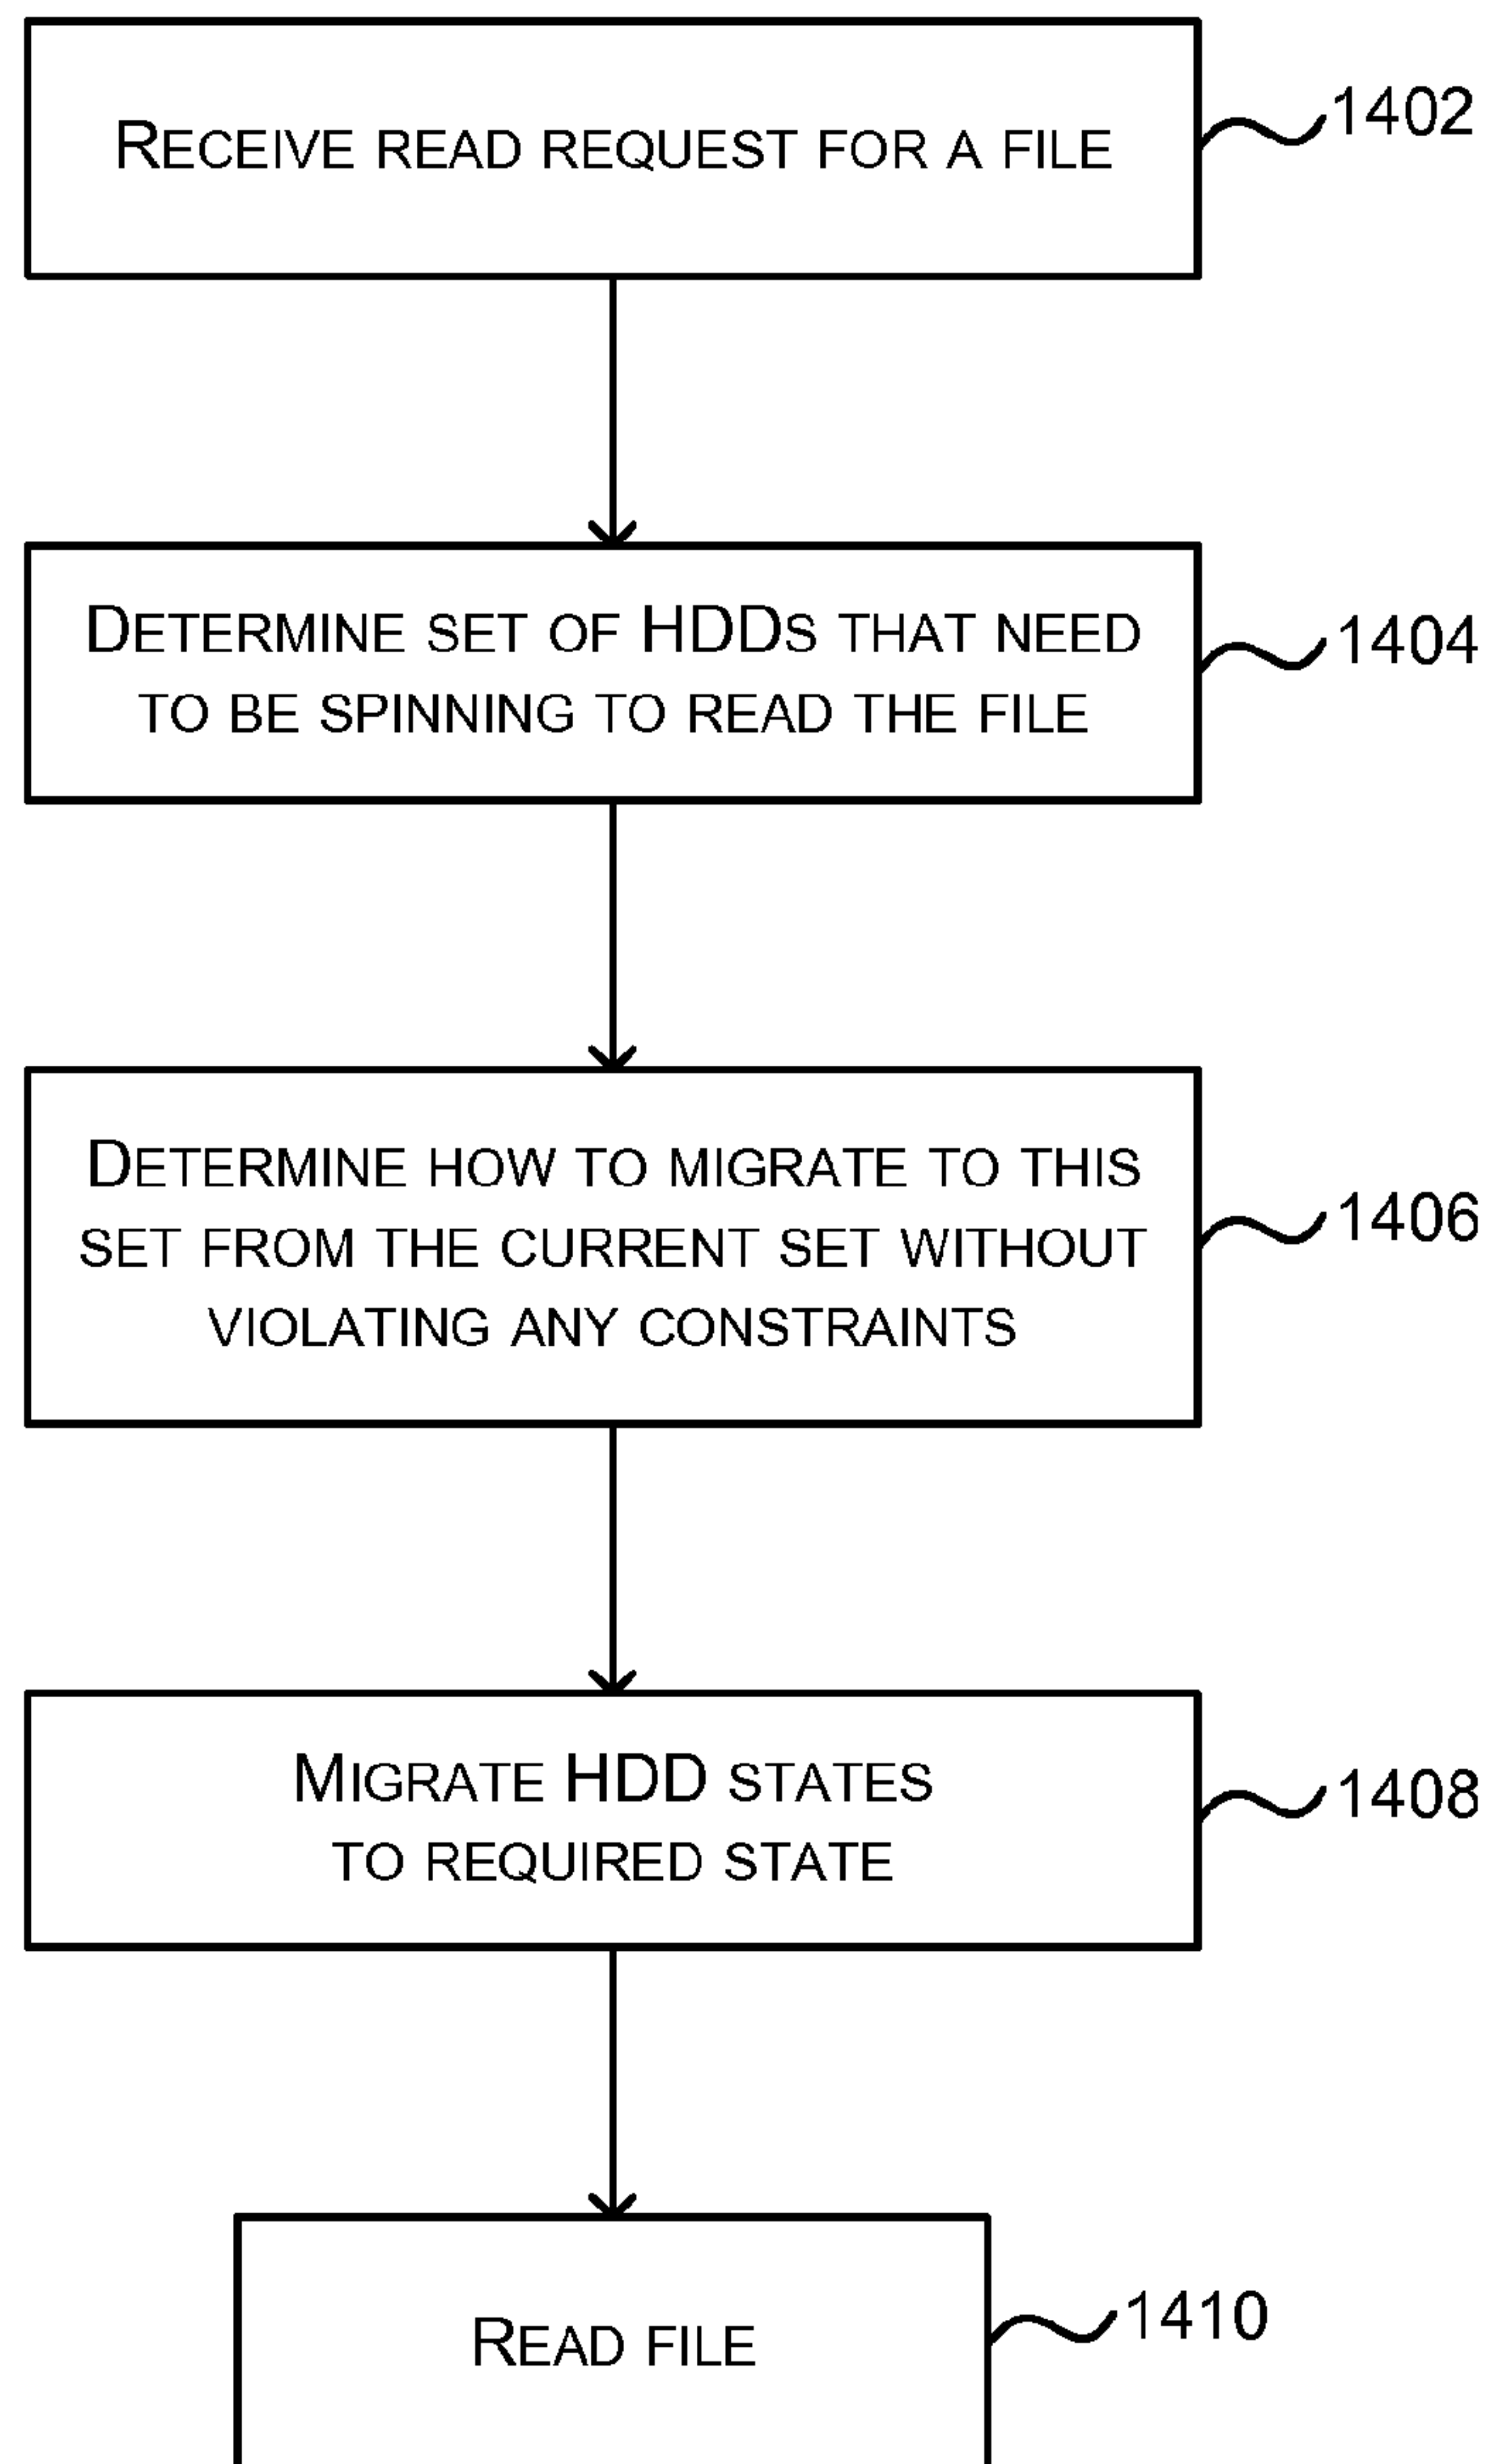 Receive read request for a file
1402
Determine set of HDDs that need
to be spinning to read the file
1404
Determine how to migrate to this
set from the current set without
violating any constraints
1406
Migrate HDD states
to required state
1408
Read file
1410